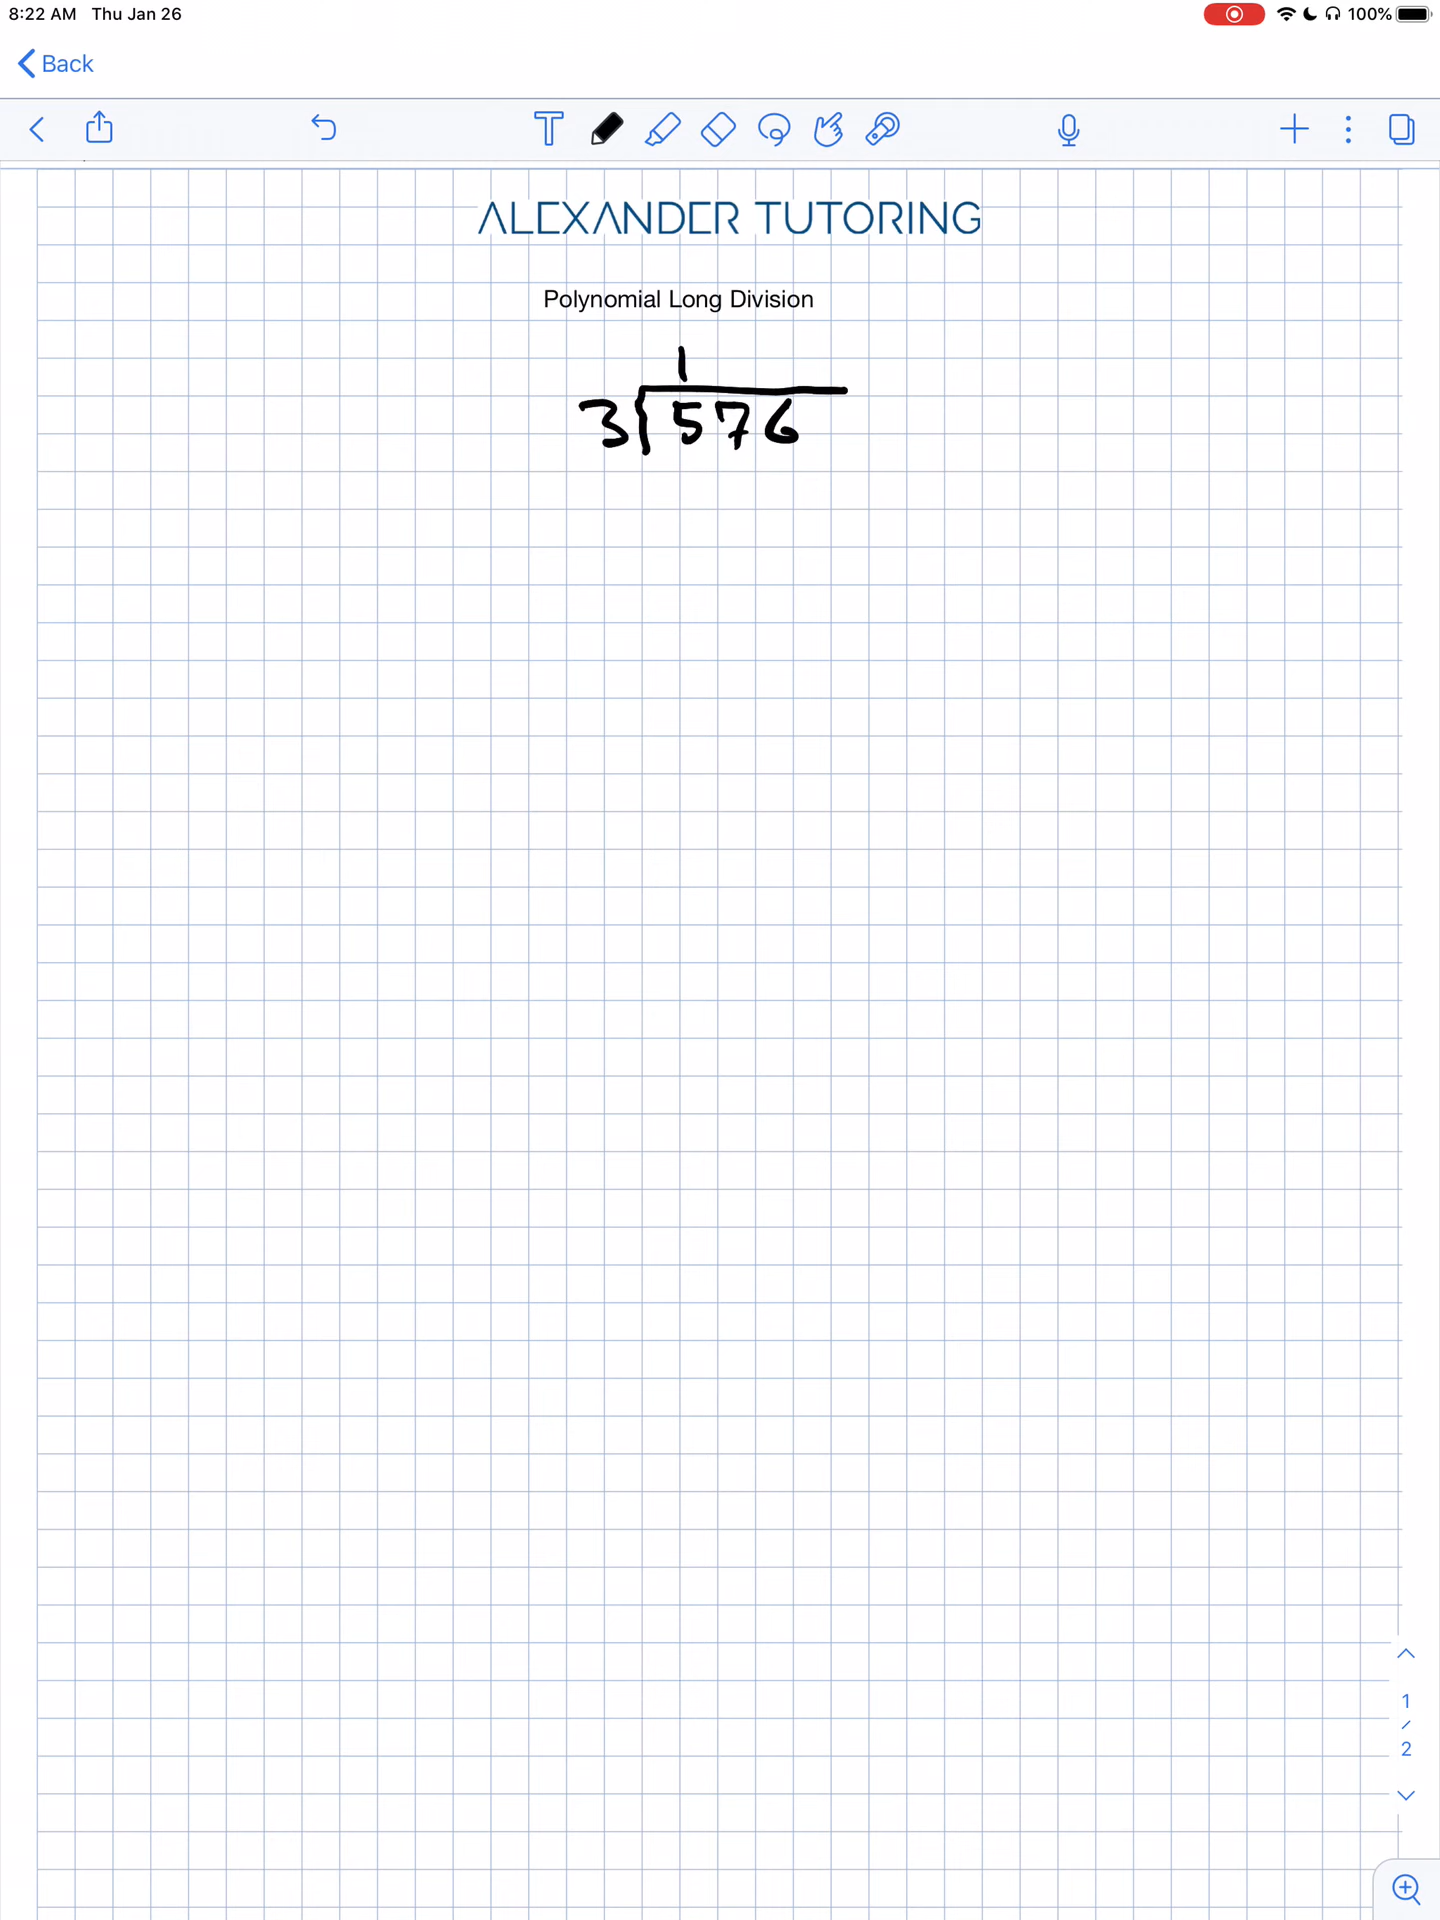 8:22 AM Thu Jan 26 100%
Back
T
ALEXANDER TUTORING
Polynomial Long Division
1
3 576
1
/
2